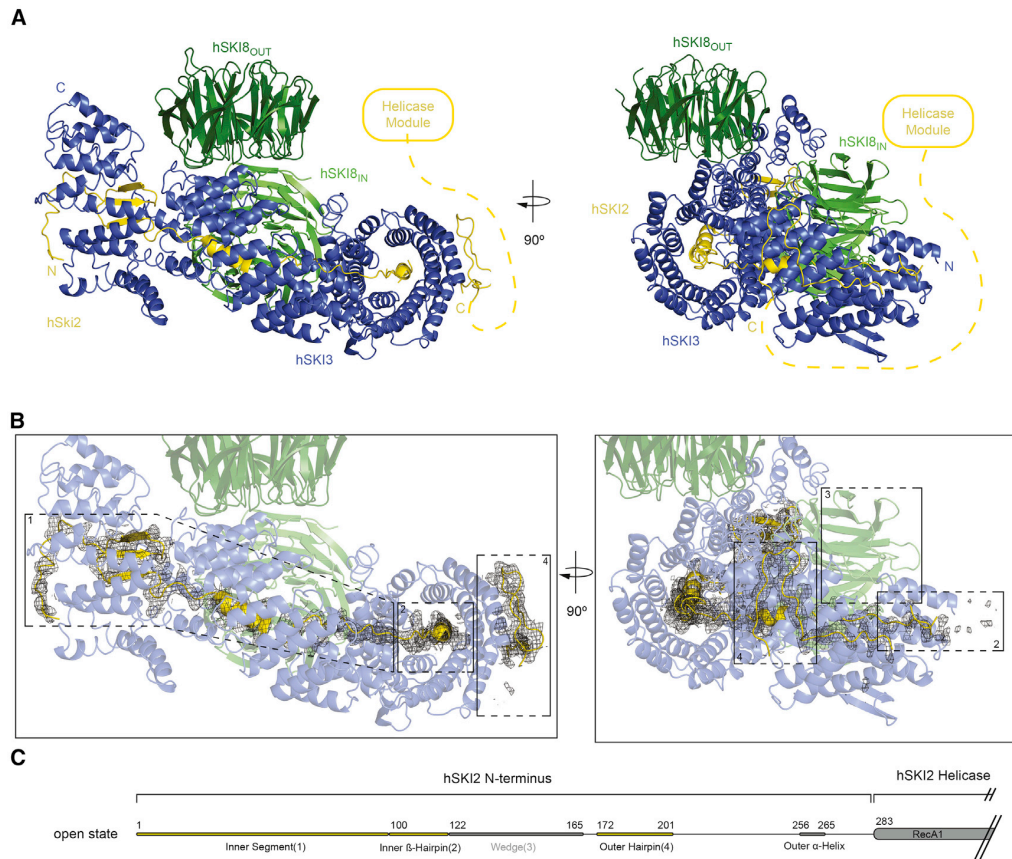 A
hSKI8OUT
hSKI8OUT
C
Helicase
Module
Helicase
Module
hSKI8IN
hSKI8IN
90º
hSKI2
N
N
C
C
hSki2
hSKI3
hSKI3
B
1
2
4
90º
3
4
2
C
hSKI2 N-terminus
hSKI2 Helicase
open state
1
100
122
165
172
201
256
265
283
RecA1
Inner Segment(1)
Inner ß-Hairpin(2)
Wedge(3)
Outer Hairpin(4)
Outer α-Helix